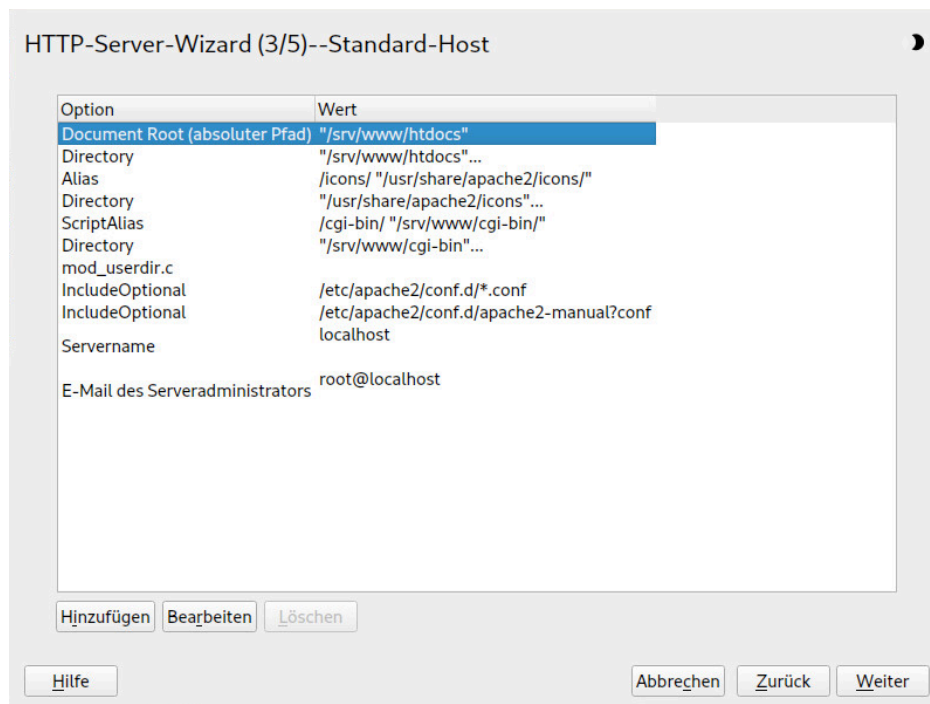 HTTP-Server-Wizard (3/5)--Standard-Host
Option Wert
Document Root (absoluter Pfad) "/srv/www/htdocs"
Directory "/srv/www/htdocs"...
Alias /icons/ "/usr/share/apache2/icons/"
Directory "/usr/share/apache2/icons"...
ScriptAlias /cgi-bin/ "/srv/www/cgi-bin/"
Directory "/srv/www/cgi-bin"...
mod_userdir.c
IncludeOptional /etc/apache2/conf.d/*.conf
IncludeOptional /etc/apache2/conf.d/apache2-manual?conf
Servername localhost
E-Mail des Serveradministrators root@localhost
Hinzufügen Bearbeiten Löschen
Hilfe Abbrechen Zurück Weiter